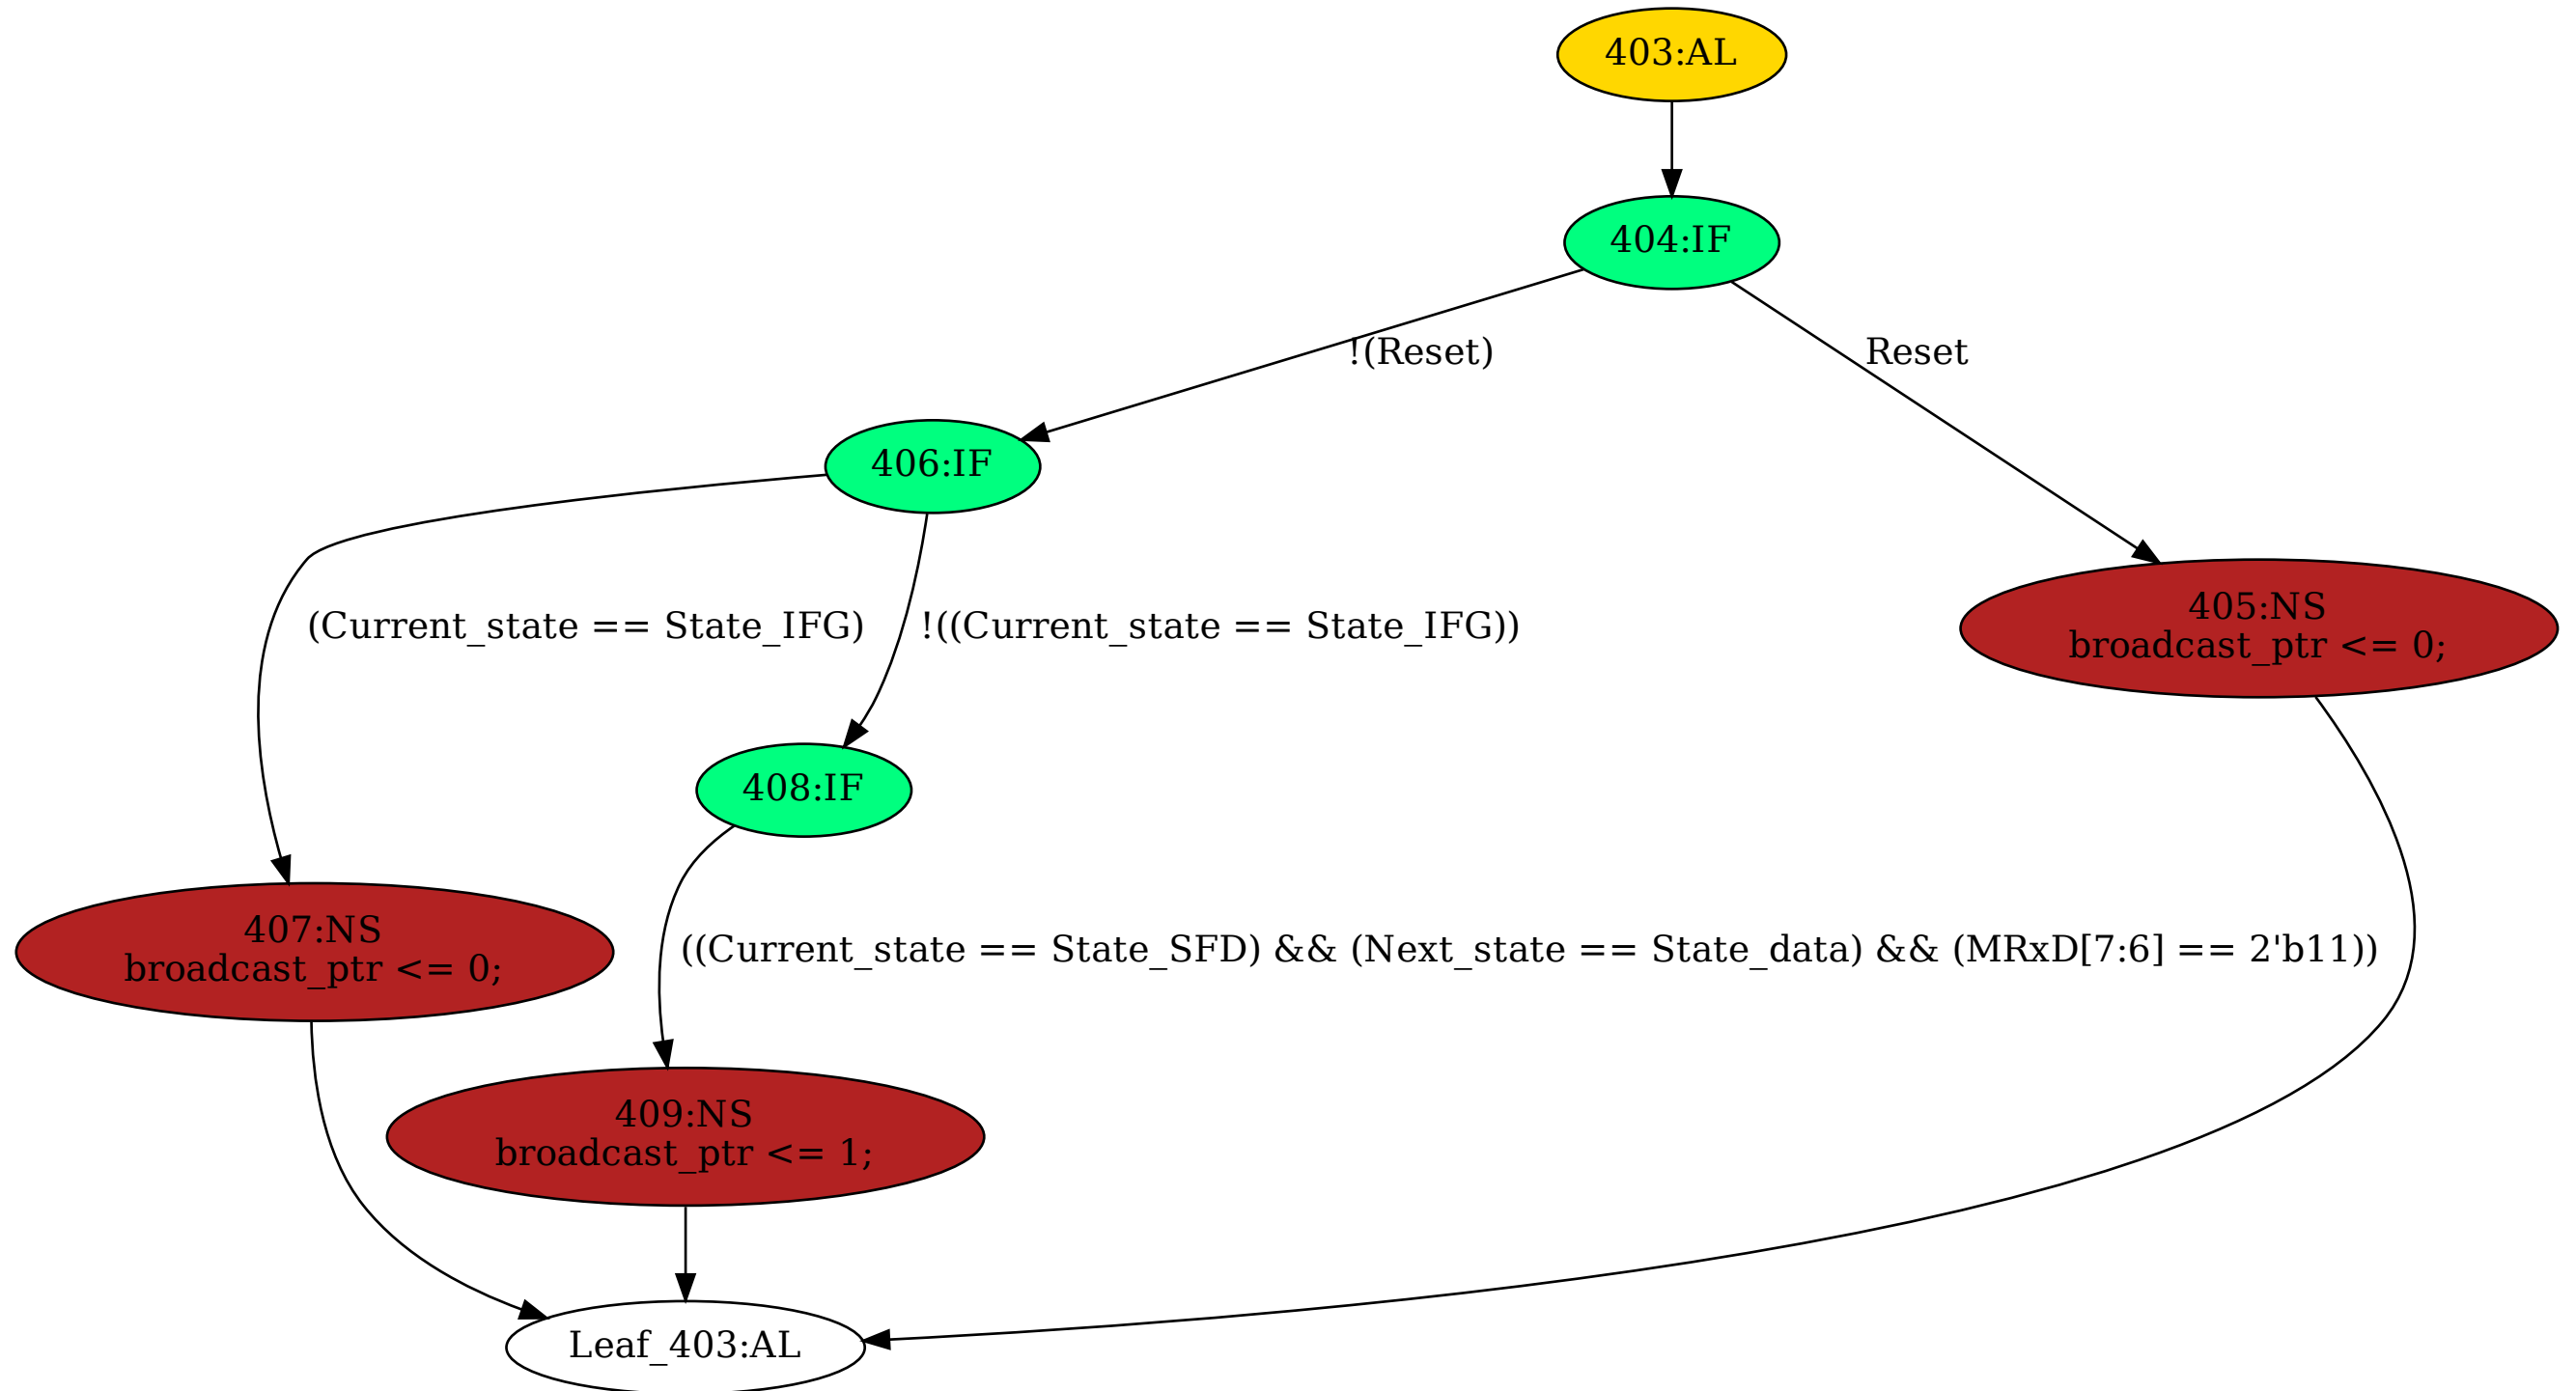 403:AL
404:IF
!(Reset)
Reset
406:IF
(Current_state == State_IFG)
!((Current_state == State_IFG))
405:NS
broadcast_ptr <= 0;
408:IF
407:NS
broadcast_ptr <= 0;
((Current_state == State_SFD) && (Next_state == State_data) && (MRxD[7:6] == 2'b11))
409:NS
broadcast_ptr <= 1;
Leaf_403:AL